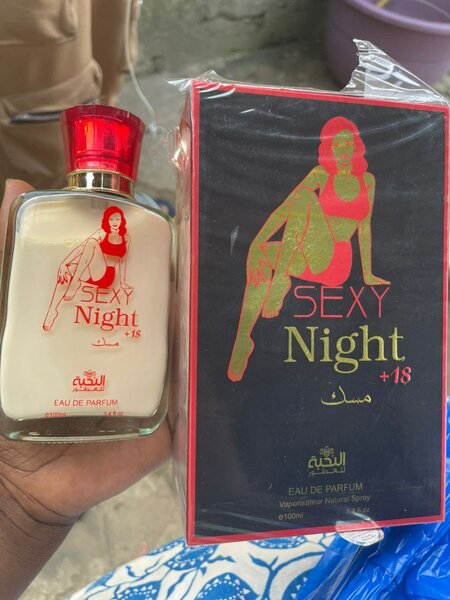 SEXY
Night
+18
مسك
النخبة
للعطور
EAU DE PARFUM
e100ml 3.4 fl oz
SEXY
Night
+18
مسك
النخبة
للعطور
EAU DE PARFUM
Vaporisateur Natural Spray
e100ml 3.4 fl oz